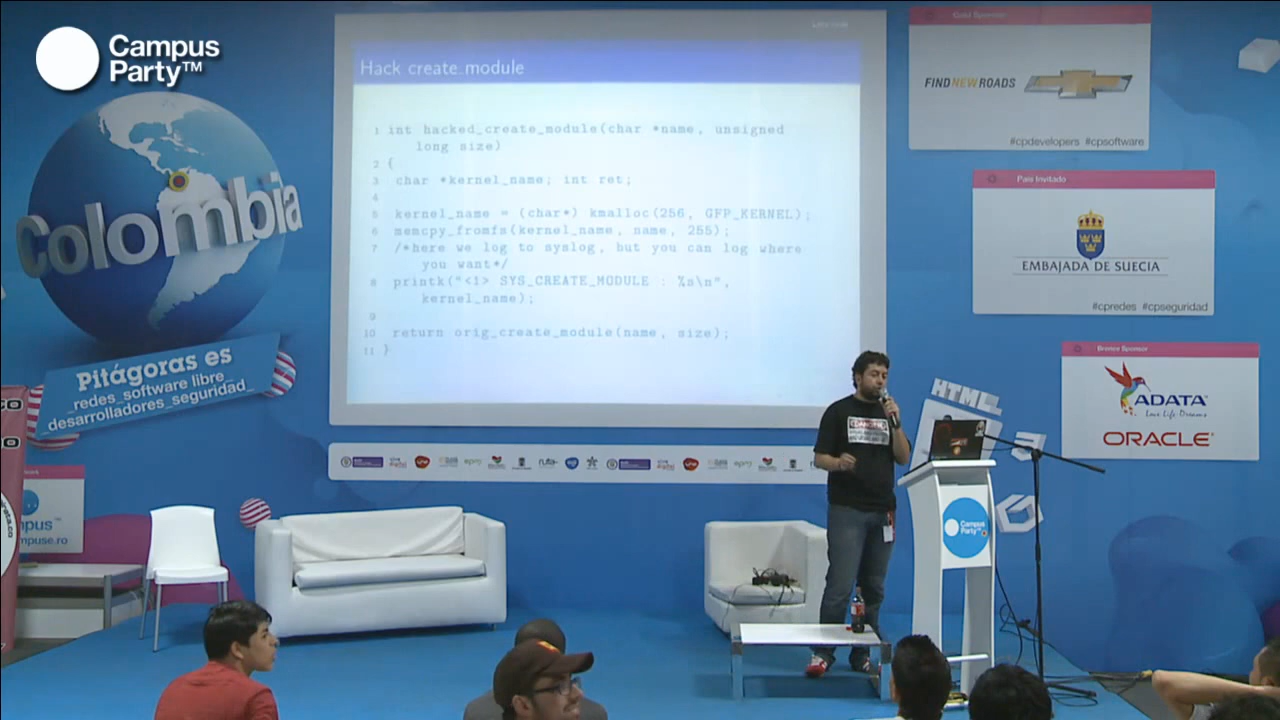 Campus
Party™
Colombia
Pitágoras es
_redes_software libre_
_desarrolladores_seguridad_
Hack create_module
1 int hacked_create_module(char *name, unsigned
long size)
2 {
3 char *kernel_name; int ret;
4
5 kernel_name = (char*) kmalloc(256, GFP_KERNEL);
6 memcpy_fromfs(kernel_name, name, 255);
7 /*here we log to syslog, but you can log where
you want*/
8 printk("<1> SYS_CREATE_MODULE : %s\n",
kernel_name);
9
10 return orig_create_module(name, size);
11 }
Gold Sponsor
FIND NEW ROADS
#cpdevelopers #cpsoftware
País Invitado
EMBAJADA DE SUECIA
#cpredes #cpseguridad
Bronce Sponsor
ADATA
Love Life Dreams
ORACLE
HTML
Campus
Party™